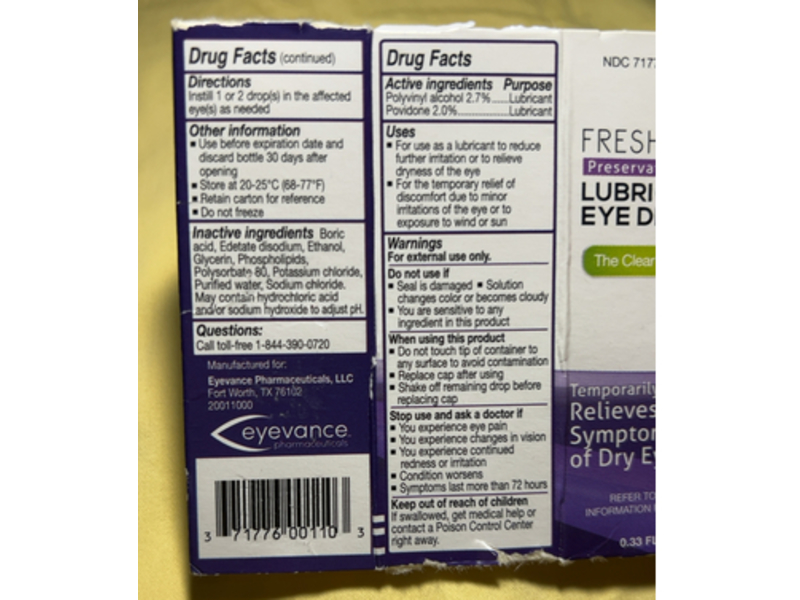 Drug Facts (continued)
Directions
Instill 1 or 2 drop(s) in the affected
eye(s) as needed
Other information
▪ Use before expiration date and
discard bottle 30 days after
opening
▪ Store at 20-25°C (68-77°F)
▪ Retain carton for reference
▪ Do not freeze
Inactive ingredients Boric
acid, Edetate disodium, Ethanol,
Glycerin, Phospholipids,
Polysorbate 80, Potassium chloride,
Purified water, Sodium chloride.
May contain hydrochloric acid
and/or sodium hydroxide to adjust pH.
Questions:
Call toll-free 1-844-390-0720
Manufactured for:
Eyevance Pharmaceuticals, LLC
Fort Worth, TX 76102
20011000
eyevance
pharmaceuticals
3 71776 00110 3
Drug Facts
Active ingredients Purpose
Polyvinyl alcohol 2.7%.....Lubricant
Povidone 2.0%.............Lubricant
Uses
▪ For use as a lubricant to reduce
further irritation or to relieve
dryness of the eye
▪ For the temporary relief of
discomfort due to minor
irritations of the eye or to
exposure to wind or sun
Warnings
For external use only.
Do not use if
▪ Seal is damaged ▪ Solution
changes color or becomes cloudy
▪ You are sensitive to any
ingredient in this product
When using this product
▪ Do not touch tip of container to
any surface to avoid contamination
▪ Replace cap after using
▪ Shake off remaining drop before
replacing cap
Stop use and ask a doctor if
▪ You experience eye pain
▪ You experience changes in vision
▪ You experience continued
redness or irritation
▪ Condition worsens
▪ Symptoms last more than 72 hours
Keep out of reach of children
If swallowed, get medical help or
contact a Poison Control Center
right away.
NDC 7177
FRESH
Preserva
LUBRI
EYE D
The Clear
Temporarily
Relieves
Sympto
of Dry E
REFER TO
INFORMATION
0.33 FL